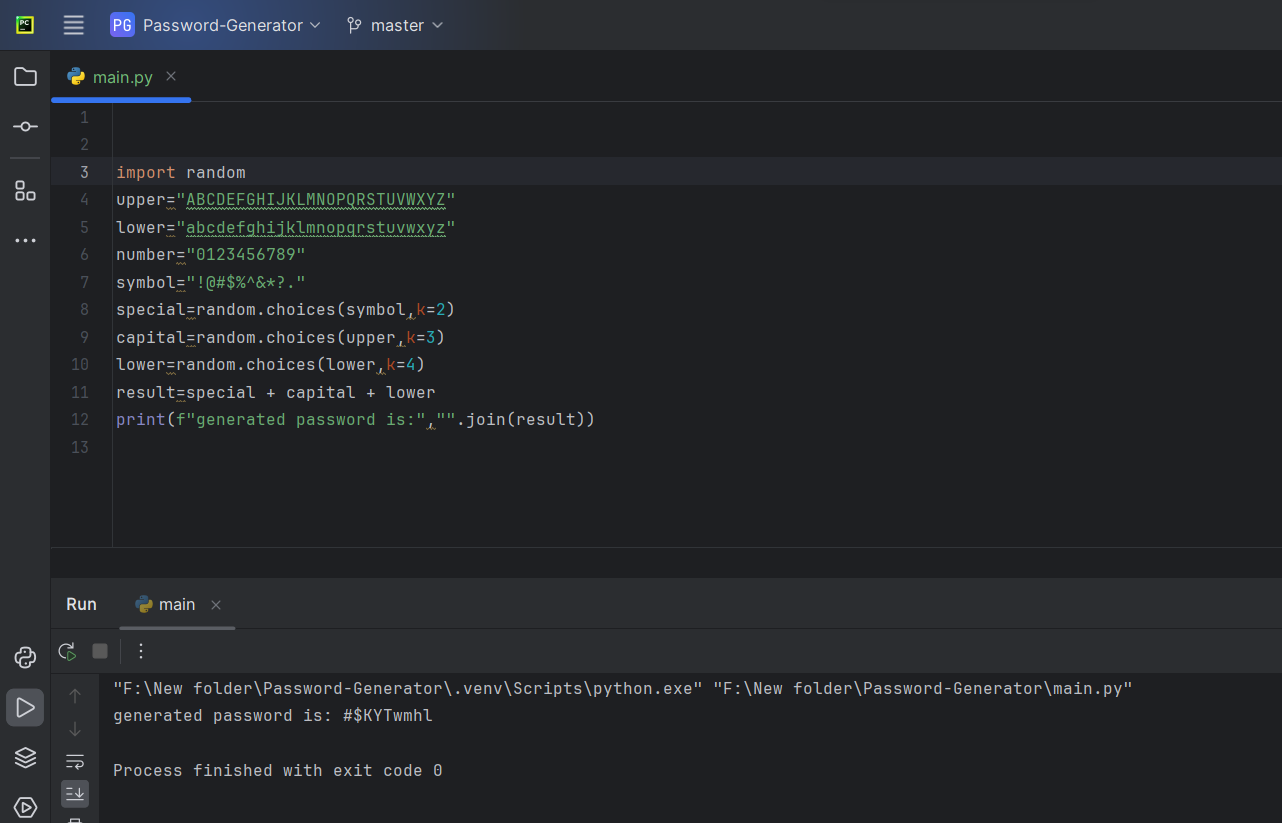 PC
PG Password-Generator master
main.py
1
2
3 import random
4 upper="ABCDEFGHIJKLMNOPQRSTUVWXYZ"
5 lower="abcdefghijklmnopqrstuvwxyz"
6 number="0123456789"
7 symbol="!@#$%^&*?."
8 special=random.choices(symbol,k=2)
9 capital=random.choices(upper,k=3)
10 lower=random.choices(lower,k=4)
11 result=special + capital + lower
12 print(f"generated password is:","".join(result))
13
Run main
"F:\New folder\Password-Generator\.venv\Scripts\python.exe" "F:\New folder\Password-Generator\main.py"
generated password is: #$KYTwmhl
Process finished with exit code 0